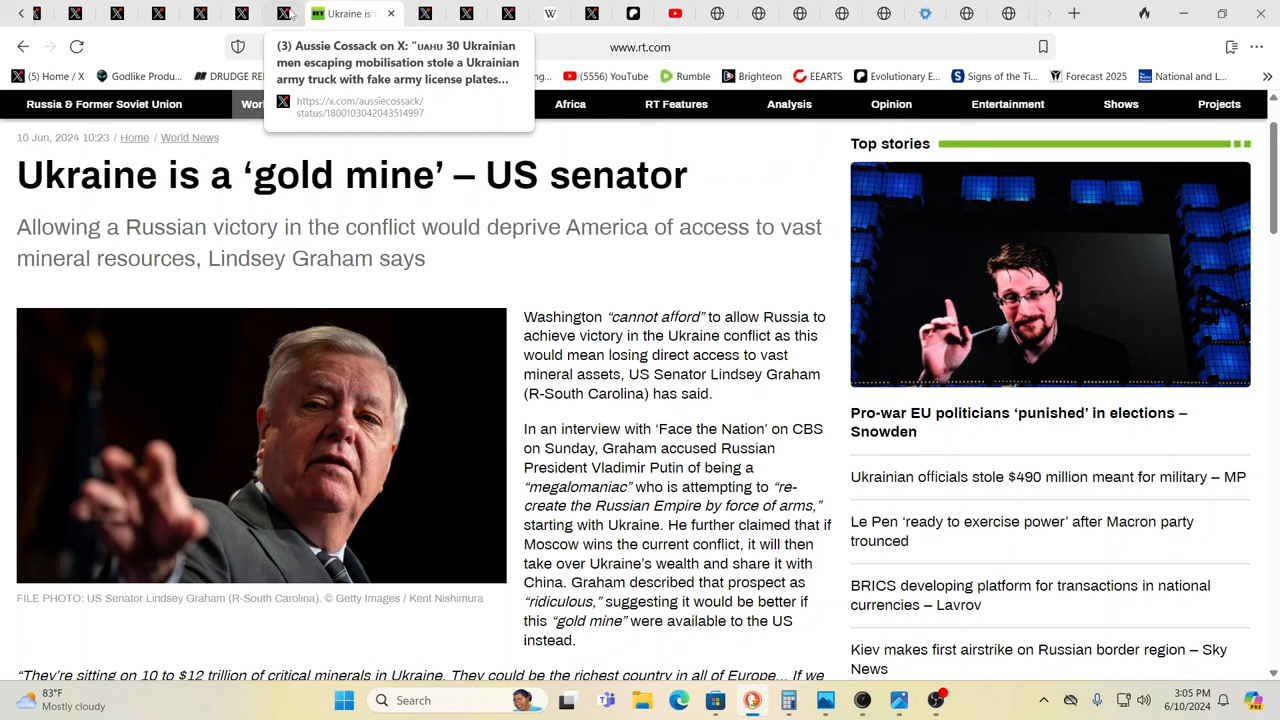 RT
Ukraine is a
(3) Aussie Cossack on X: "🇺🇦 30 Ukrainian
men escaping mobilisation stole a Ukrainian
army truck with fake army license plates...
https://x.com/aussiecossack/
status/1800103042043514997
www.rt.com
(5) Home / X
Godlike Produ...
DRUDGE RE
ng...
(5556) YouTube
Rumble
Brighteon
EEARTS
Evolutionary E...
Signs of the Ti...
Forecast 2025
National and L...
Russia & Former Soviet Union
Worl
Africa
RT Features
Analysis
Opinion
Entertainment
Shows
Projects
10 Jun, 2024 10:23 / Home / World News
Ukraine is a ‘gold mine’ – US senator
Allowing a Russian victory in the conflict would deprive America of access to vast
mineral resources, Lindsey Graham says
FILE PHOTO: US Senator Lindsey Graham (R-South Carolina). © Getty Images / Kent Nishimura
Washington “cannot afford” to allow Russia to
achieve victory in the Ukraine conflict as this
would mean losing direct access to vast
mineral assets, US Senator Lindsey Graham
(R-South Carolina) has said.
In an interview with ‘Face the Nation’ on CBS
on Sunday, Graham accused Russian
President Vladimir Putin of being a
“megalomaniac” who is attempting to “re-
create the Russian Empire by force of arms,”
starting with Ukraine. He further claimed that if
Moscow wins the current conflict, it will then
take over Ukraine’s wealth and share it with
China. Graham described that prospect as
“ridiculous,” suggesting it would be better if
this “gold mine” were available to the US
instead.
“They’re sitting on 10 to $12 trillion of critical minerals in Ukraine. They could be the richest country in all of Europe… If we
Top stories
Pro-war EU politicians ‘punished’ in elections –
Snowden
Ukrainian officials stole $490 million meant for military – MP
Le Pen ‘ready to exercise power’ after Macron party
trounced
BRICS developing platform for transactions in national
currencies – Lavrov
Kiev makes first airstrike on Russian border region – Sky
News
83°F
Mostly cloudy
Search
3:05 PM
6/10/2024
PRE